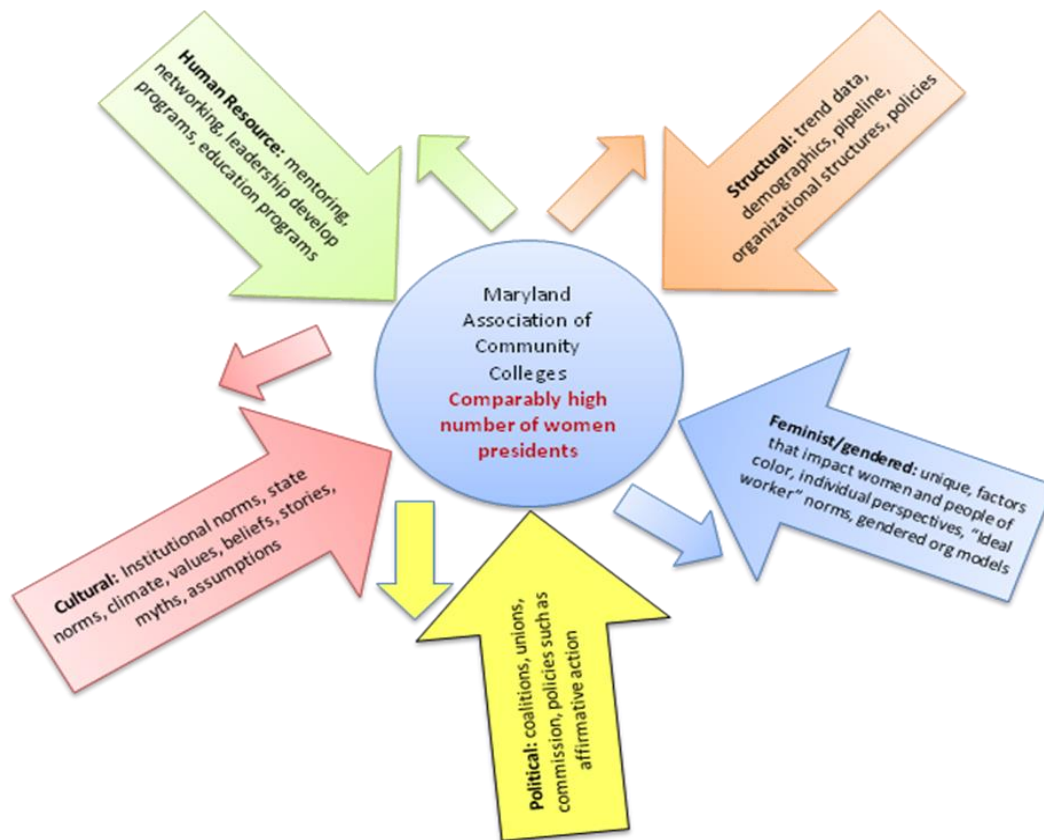 Human Resource: mentoring,
networking, leadership develop
programs, education programs
Structural: trend data,
demographics, pipeline,
organizational structures, policies
Maryland
Association of
Community
Colleges
Comparably high
number of women
presidents
Feminist/gendered: unique, factors
that impact women and people of
color, individual perspectives, “Ideal
worker” norms, gendered org models
Cultural: Institutional norms, state
norms, climate, values, beliefs, stories,
myths, assumptions
Political: coalitions, unions,
commission, policies such as
affirmative action